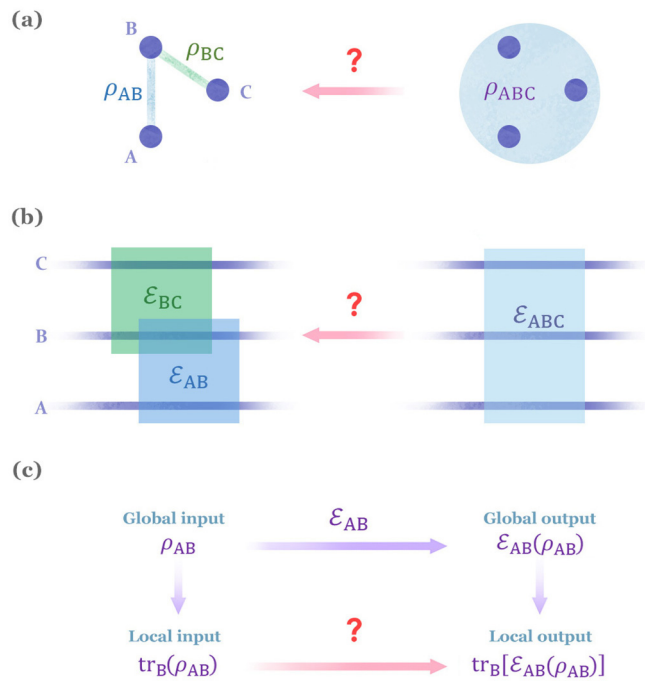 (a)
B
ρBC
ρAB
C
A
?
ρABC
(b)
C
ℰBC
B
ℰAB
A
?
ℰABC
(c)
Global input
ρAB
ℰAB
Global output
ℰAB(ρAB)
Local input
trB(ρAB)
?
Local output
trB[ℰAB(ρAB)]